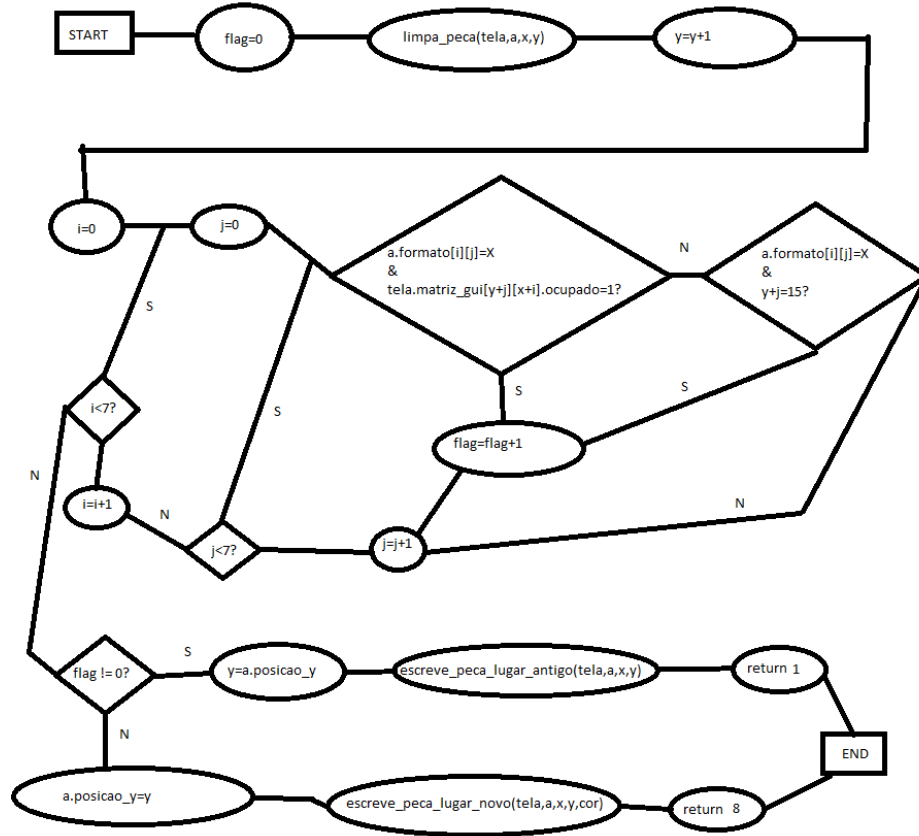 START
flag=0
limpa_peca(tela,a,x,y)
y=y+1
i=0
j=0
a.formato[i][j]=X
&
tela.matriz_gui[y+j][x+i].ocupado=1?
N
a.formato[i][j]=X
&
y+j=15?
S
S
S
S
i<7?
flag=flag+1
N
i=i+1
N
j<7?
j=j+1
N
flag != 0?
S
y=a.posicao_y
escreve_peca_lugar_antigo(tela,a,x,y)
return 1
N
END
a.posicao_y=y
escreve_peca_lugar_novo(tela,a,x,y,cor)
return 8